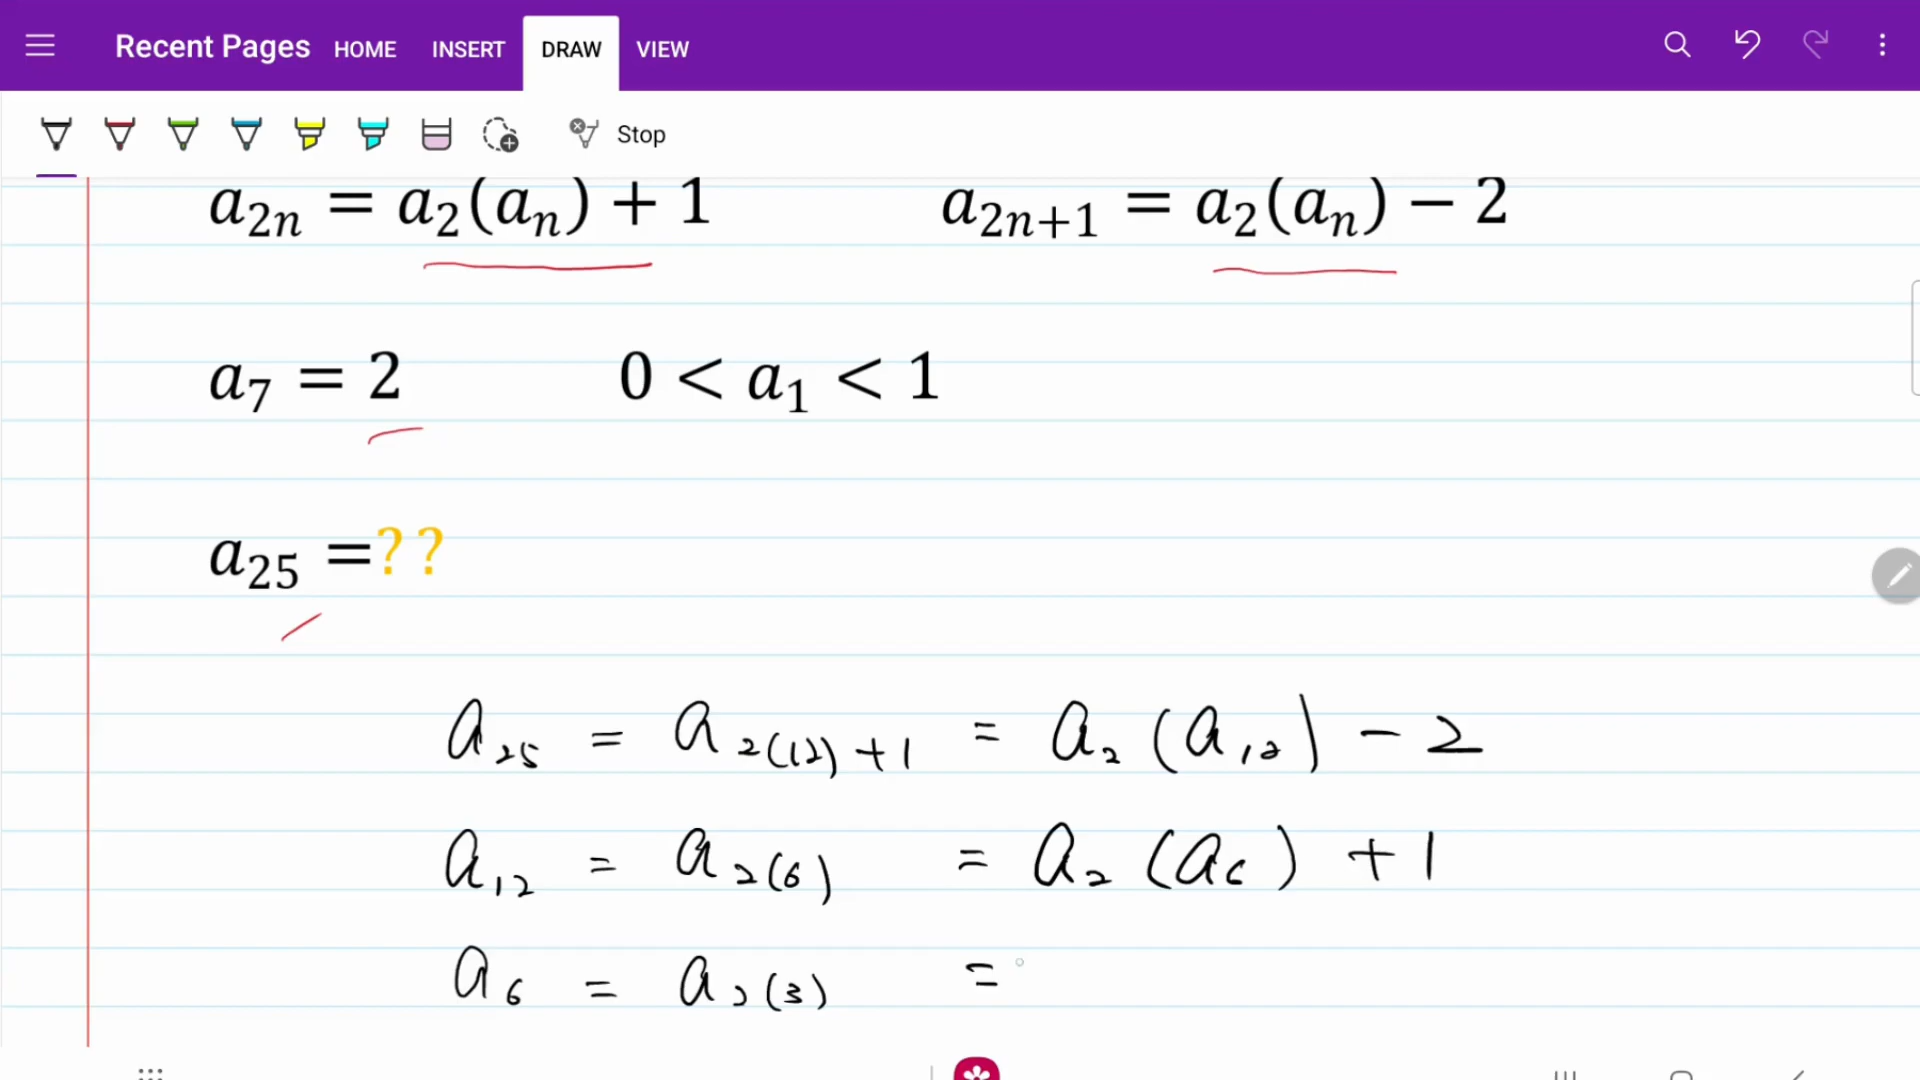 Recent Pages HOME INSERT DRAW VIEW
Stop
a₂ₙ = a₂(aₙ) + 1 a₂ₙ₊₁ = a₂(aₙ) − 2
a₇ = 2 0 < a₁ < 1
a₂₅ =??
a₂₅ = a₂₍₁₂₎₊₁ = a₂ (a₁₂) − 2
a₁₂ = a₂₍₆₎ = a₂ (a₆) + 1
a₆ = a₂₍₃₎ =